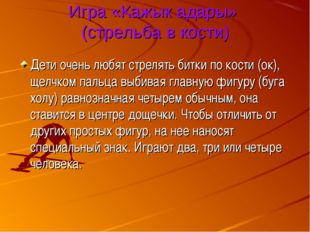 Игра «Кажык адары»
(стрельба в кости)
Дети очень любят стрелять битки по кости (ок),
щелчком пальца выбивая главную фигуру (буга
холу) равнозначная четырем обычным, она
ставится в центре дощечки. Чтобы отличить от
других простых фигур, на нее наносят
специальный знак. Играют два, три или четыре
человека.